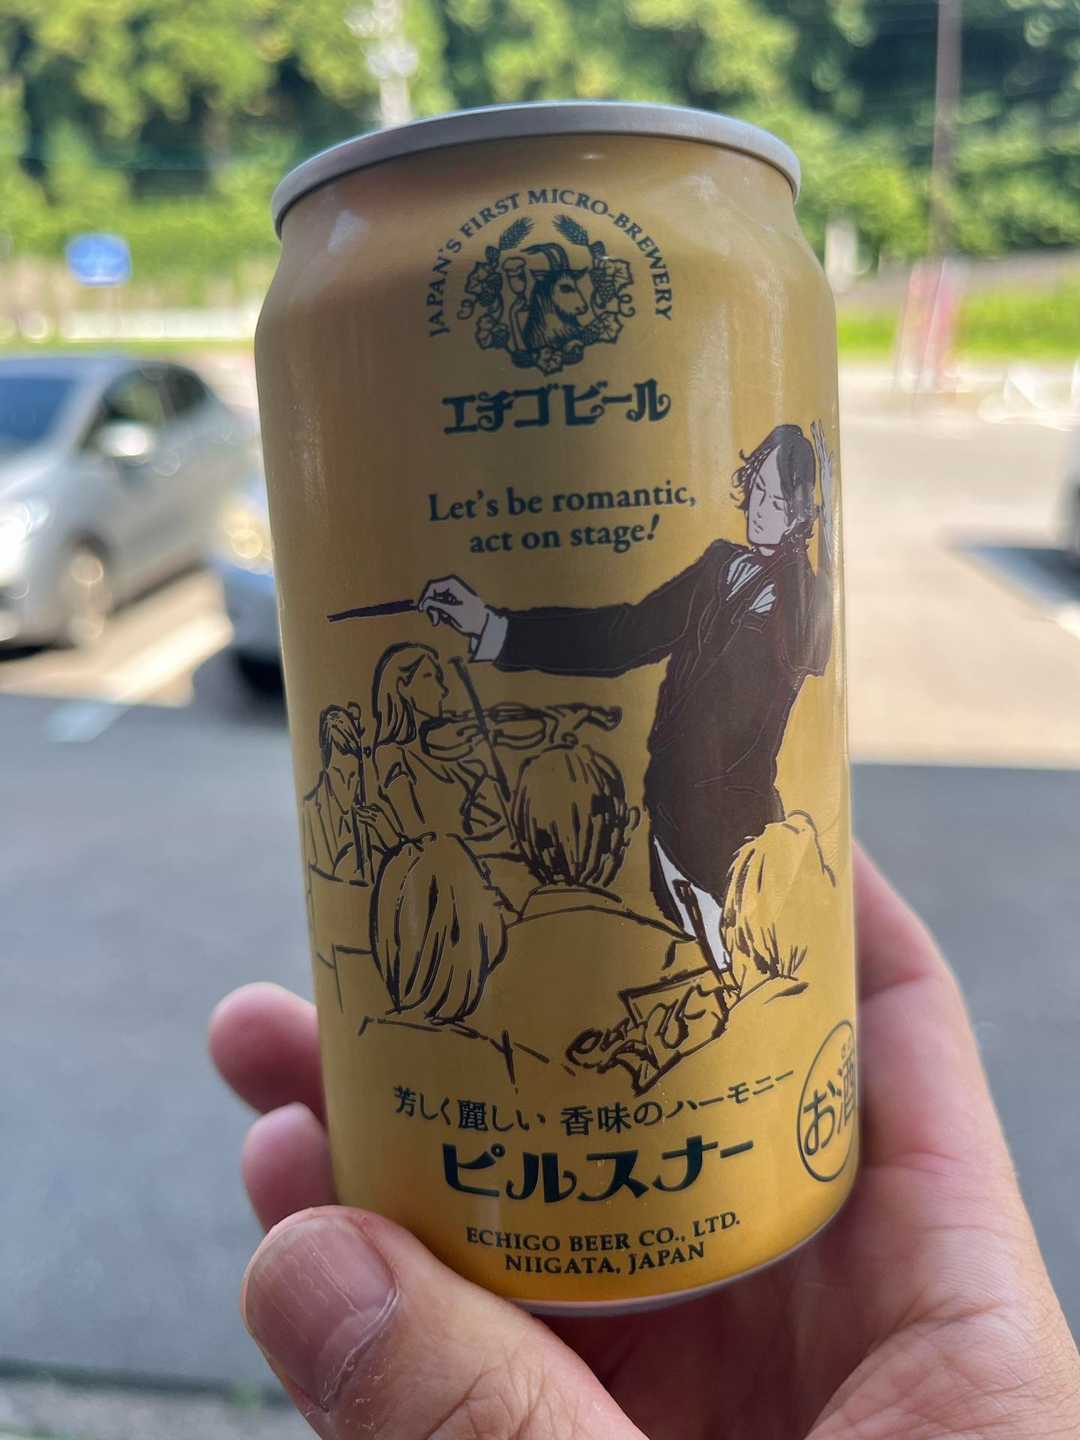 JAPAN'S FIRST MICRO-BREWERY
エチゴビール
Let's be romantic,
act on stage!
芳しく麗しい 香味のハーモニー
ピルスナー
お酒
ECHIGO BEER CO., LTD.
NIIGATA, JAPAN